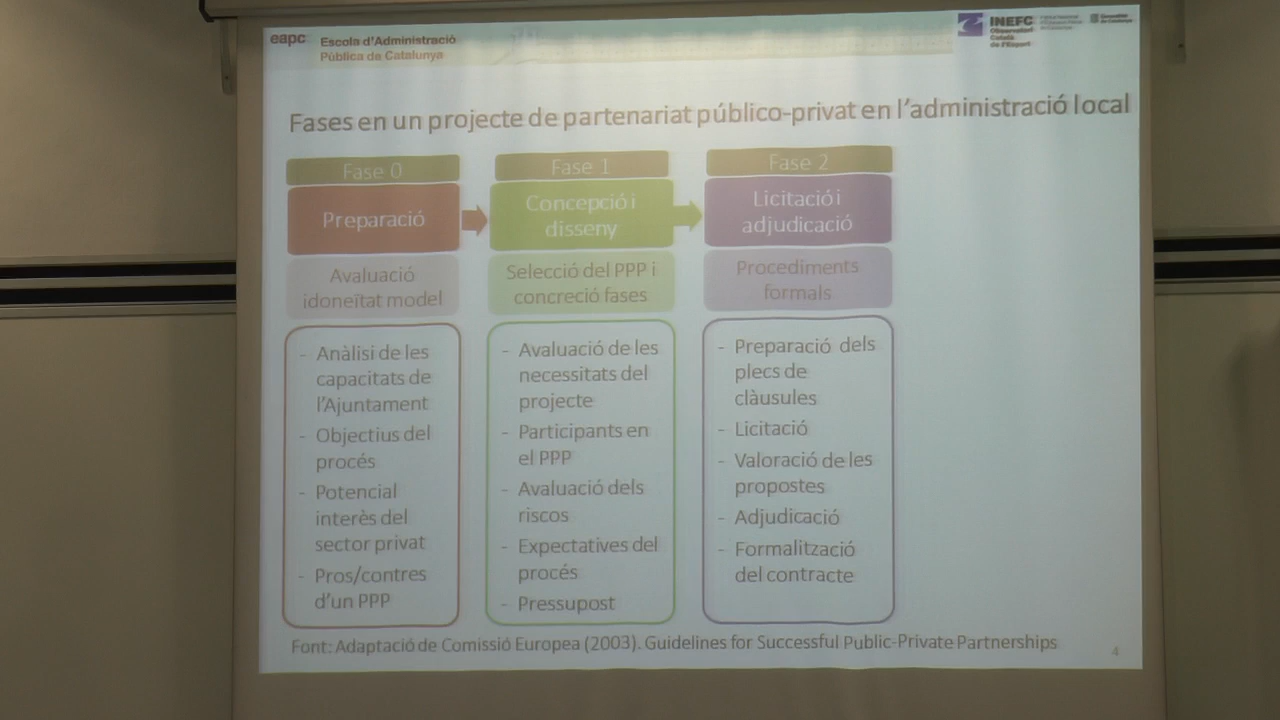 eapc
Escola d'Administració
Pública de Catalunya
INEFC
Observatori
Català
de l'Esport
Fases en un projecte de partenariat público-privat en l'administració local
Fase 0
Preparació
Avaluació
idoneïtat model
- Anàlisi de les
capacitats de
l'Ajuntament
- Objectius del
procés
- Potencial
interès del
sector privat
- Pros/contres
d'un PPP
Fase 1
Concepció i
disseny
Selecció del PPP i
concreció fases
- Avaluació de les
necessitats del
projecte
- Participants en
el PPP
- Avaluació dels
riscos
- Expectatives del
procés
- Pressupost
Fase 2
Licitació i
adjudicació
Procediments
formals
- Preparació dels
plecs de
clàusules
- Licitació
- Valoració de les
propostes
- Adjudicació
- Formalització
del contracte
Font: Adaptació de Comissió Europea (2003). Guidelines for Successful Public-Private Partnerships
4